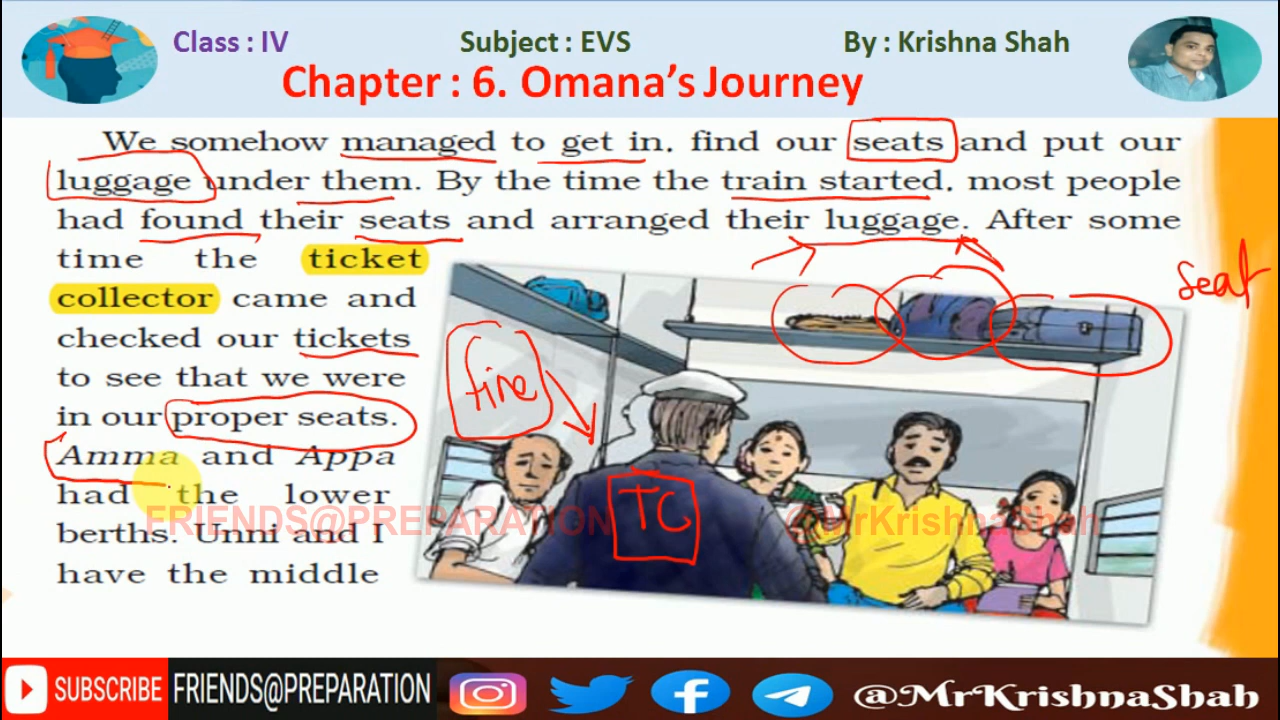 Class : IV Subject : EVS By : Krishna Shah
Chapter : 6. Omana's Journey
We somehow managed to get in, find our seats and put our
luggage under them. By the time the train started, most people
had found their seats and arranged their luggage. After some
time the ticket
collector came and
checked our tickets
to see that we were
in our proper seats.
Amma and Appa
had the lower
berths. Unni and I
have the middle
seat
fine
TC
FRIENDS@PREPARATION @MrKrishnaShah
SUBSCRIBE FRIENDS@PREPARATION @MrKrishnaShah